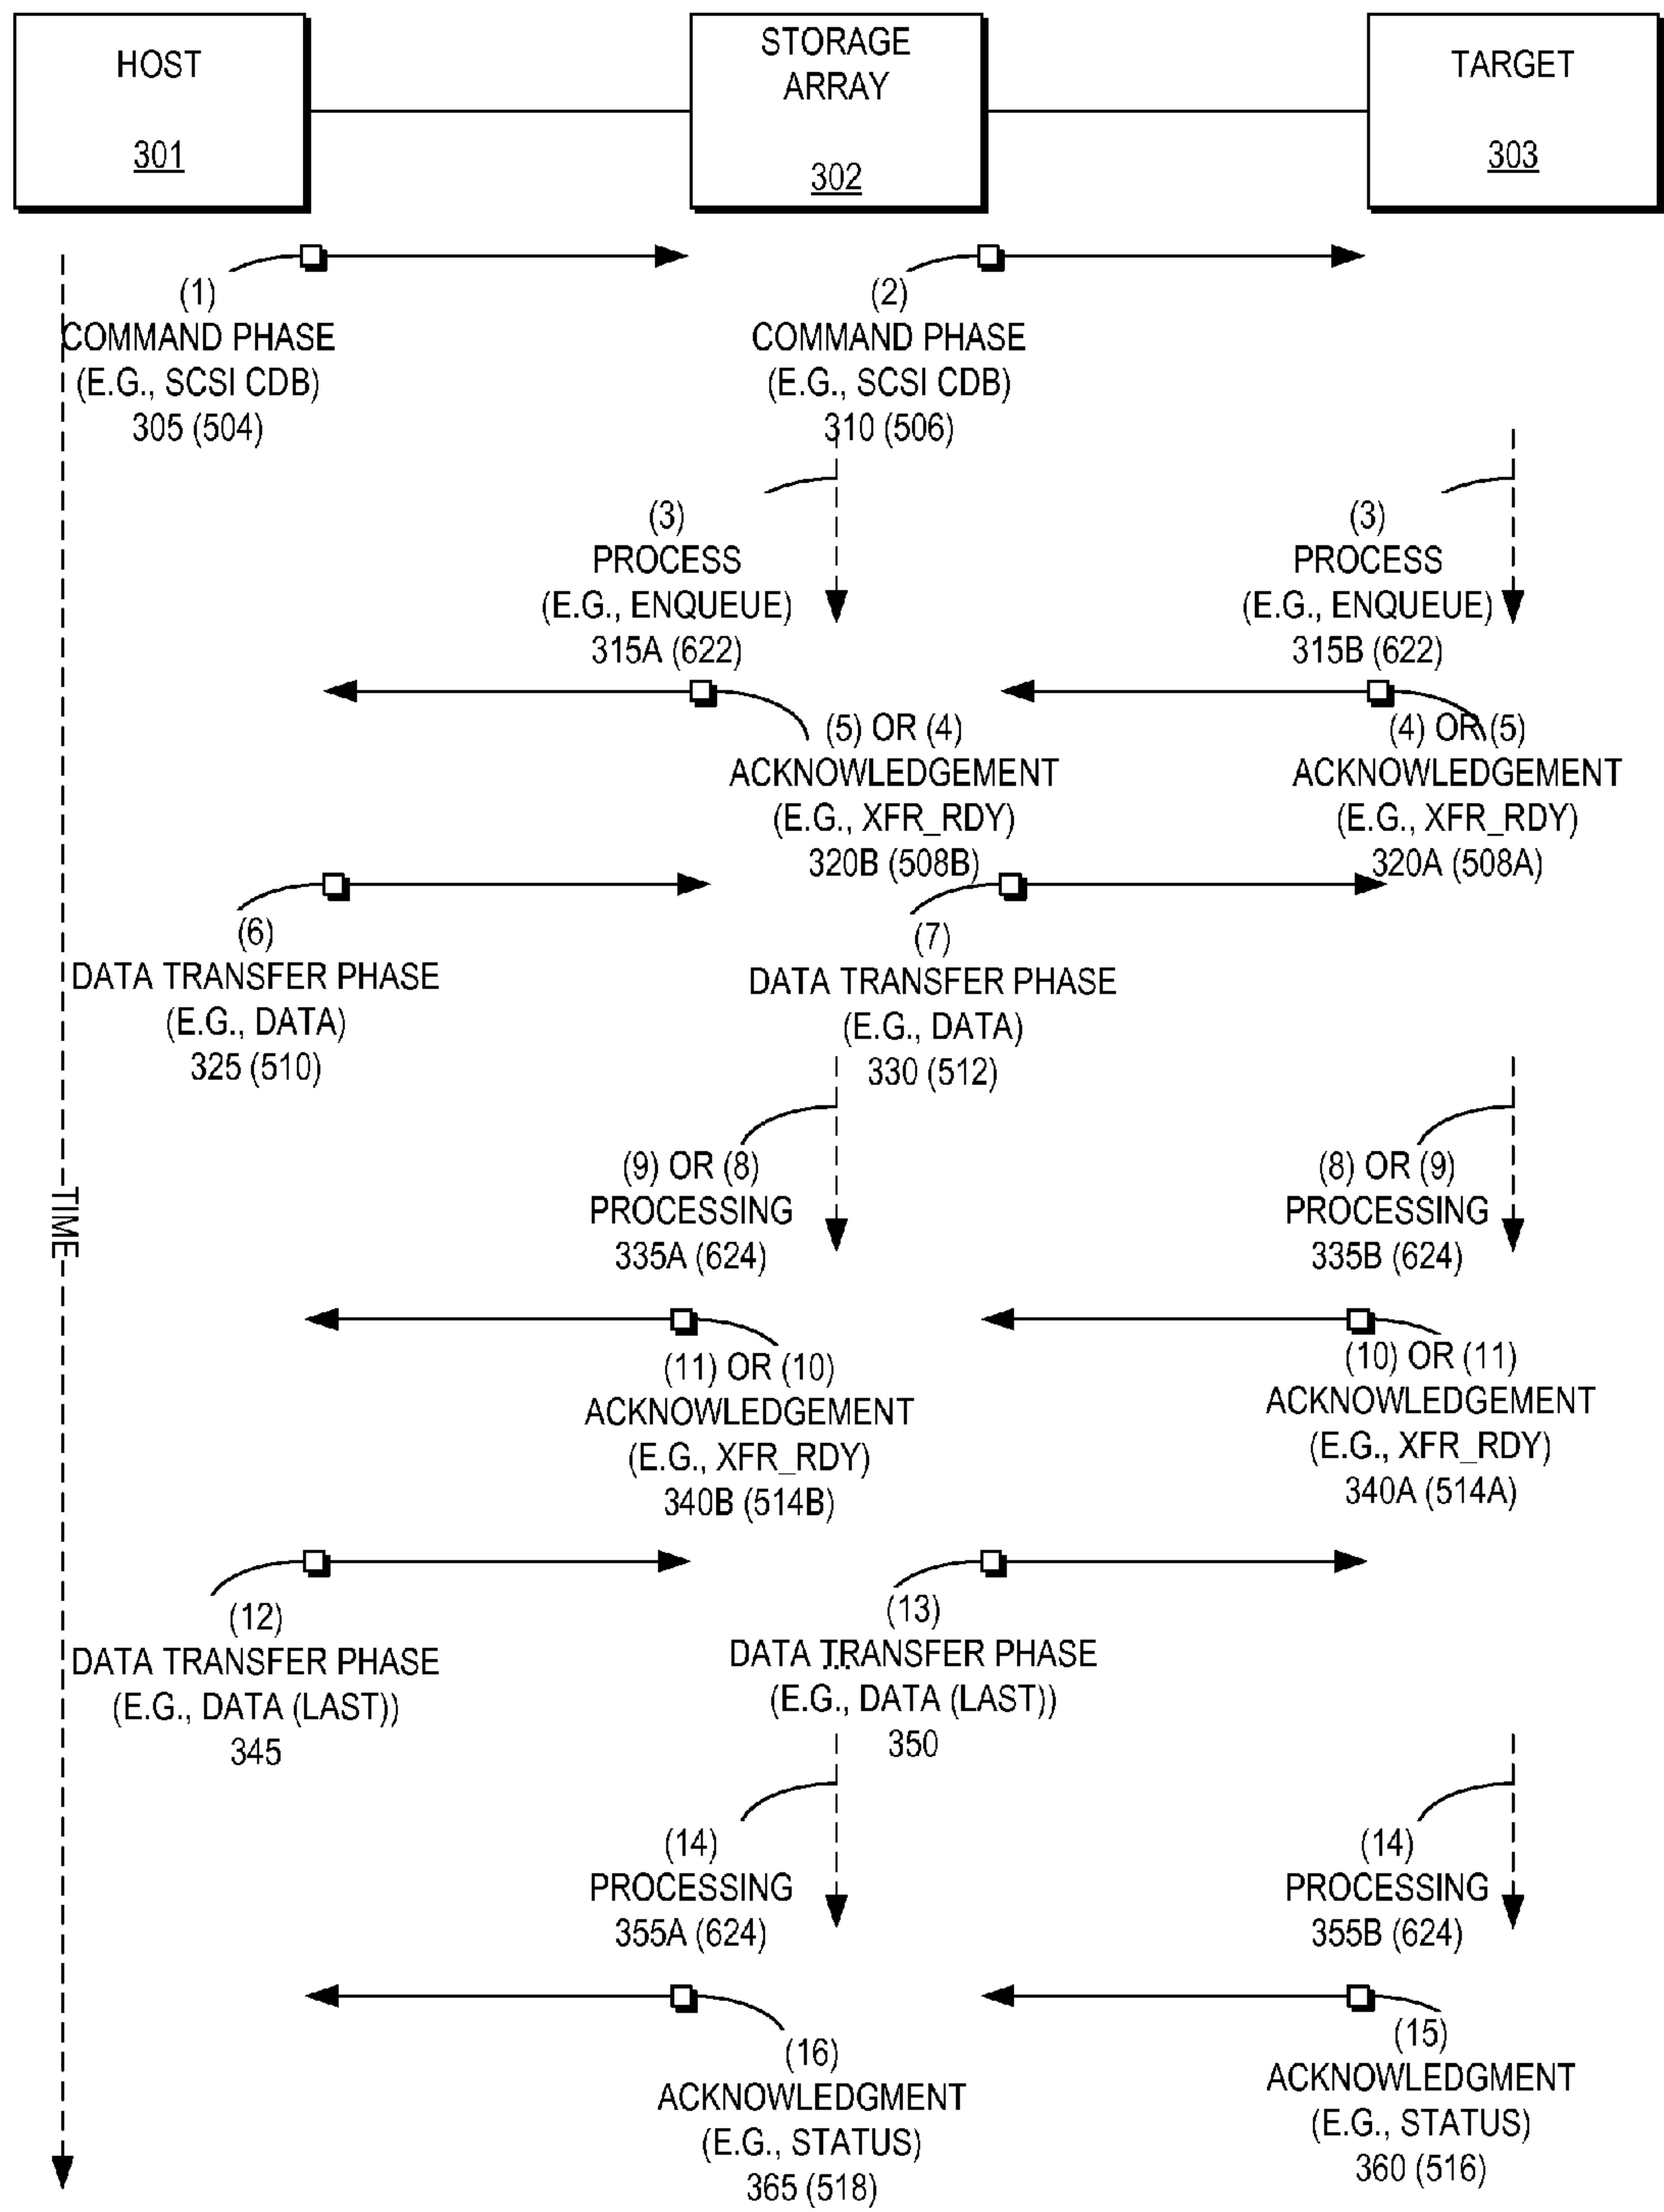 HOST
301
STORAGE
ARRAY
302
TARGET
303
(1)
COMMAND PHASE
(E.G., SCSI CDB)
305 (504)
(2)
COMMAND PHASE
(E.G., SCSI CDB)
310 (506)
(3)
PROCESS
(E.G., ENQUEUE)
315A (622)
(3)
PROCESS
(E.G., ENQUEUE)
315B (622)
(5) OR (4)
ACKNOWLEDGEMENT
(E.G., XFR_RDY)
320B (508B)
(4) OR (5)
ACKNOWLEDGEMENT
(E.G., XFR_RDY)
320A (508A)
(6)
DATA TRANSFER PHASE
(E.G., DATA)
325 (510)
(7)
DATA TRANSFER PHASE
(E.G., DATA)
330 (512)
TIME
(9) OR (8)
PROCESSING
335A (624)
(8) OR (9)
PROCESSING
335B (624)
(11) OR (10)
ACKNOWLEDGEMENT
(E.G., XFR_RDY)
340B (514B)
(10) OR (11)
ACKNOWLEDGEMENT
(E.G., XFR_RDY)
340A (514A)
(12)
DATA TRANSFER PHASE
(E.G., DATA (LAST))
345
(13)
DATA TRANSFER PHASE
...
(E.G., DATA (LAST))
350
(14)
PROCESSING
355A (624)
(14)
PROCESSING
355B (624)
(16)
ACKNOWLEDGMENT
(E.G., STATUS)
365 (518)
(15)
ACKNOWLEDGMENT
(E.G., STATUS)
360 (516)